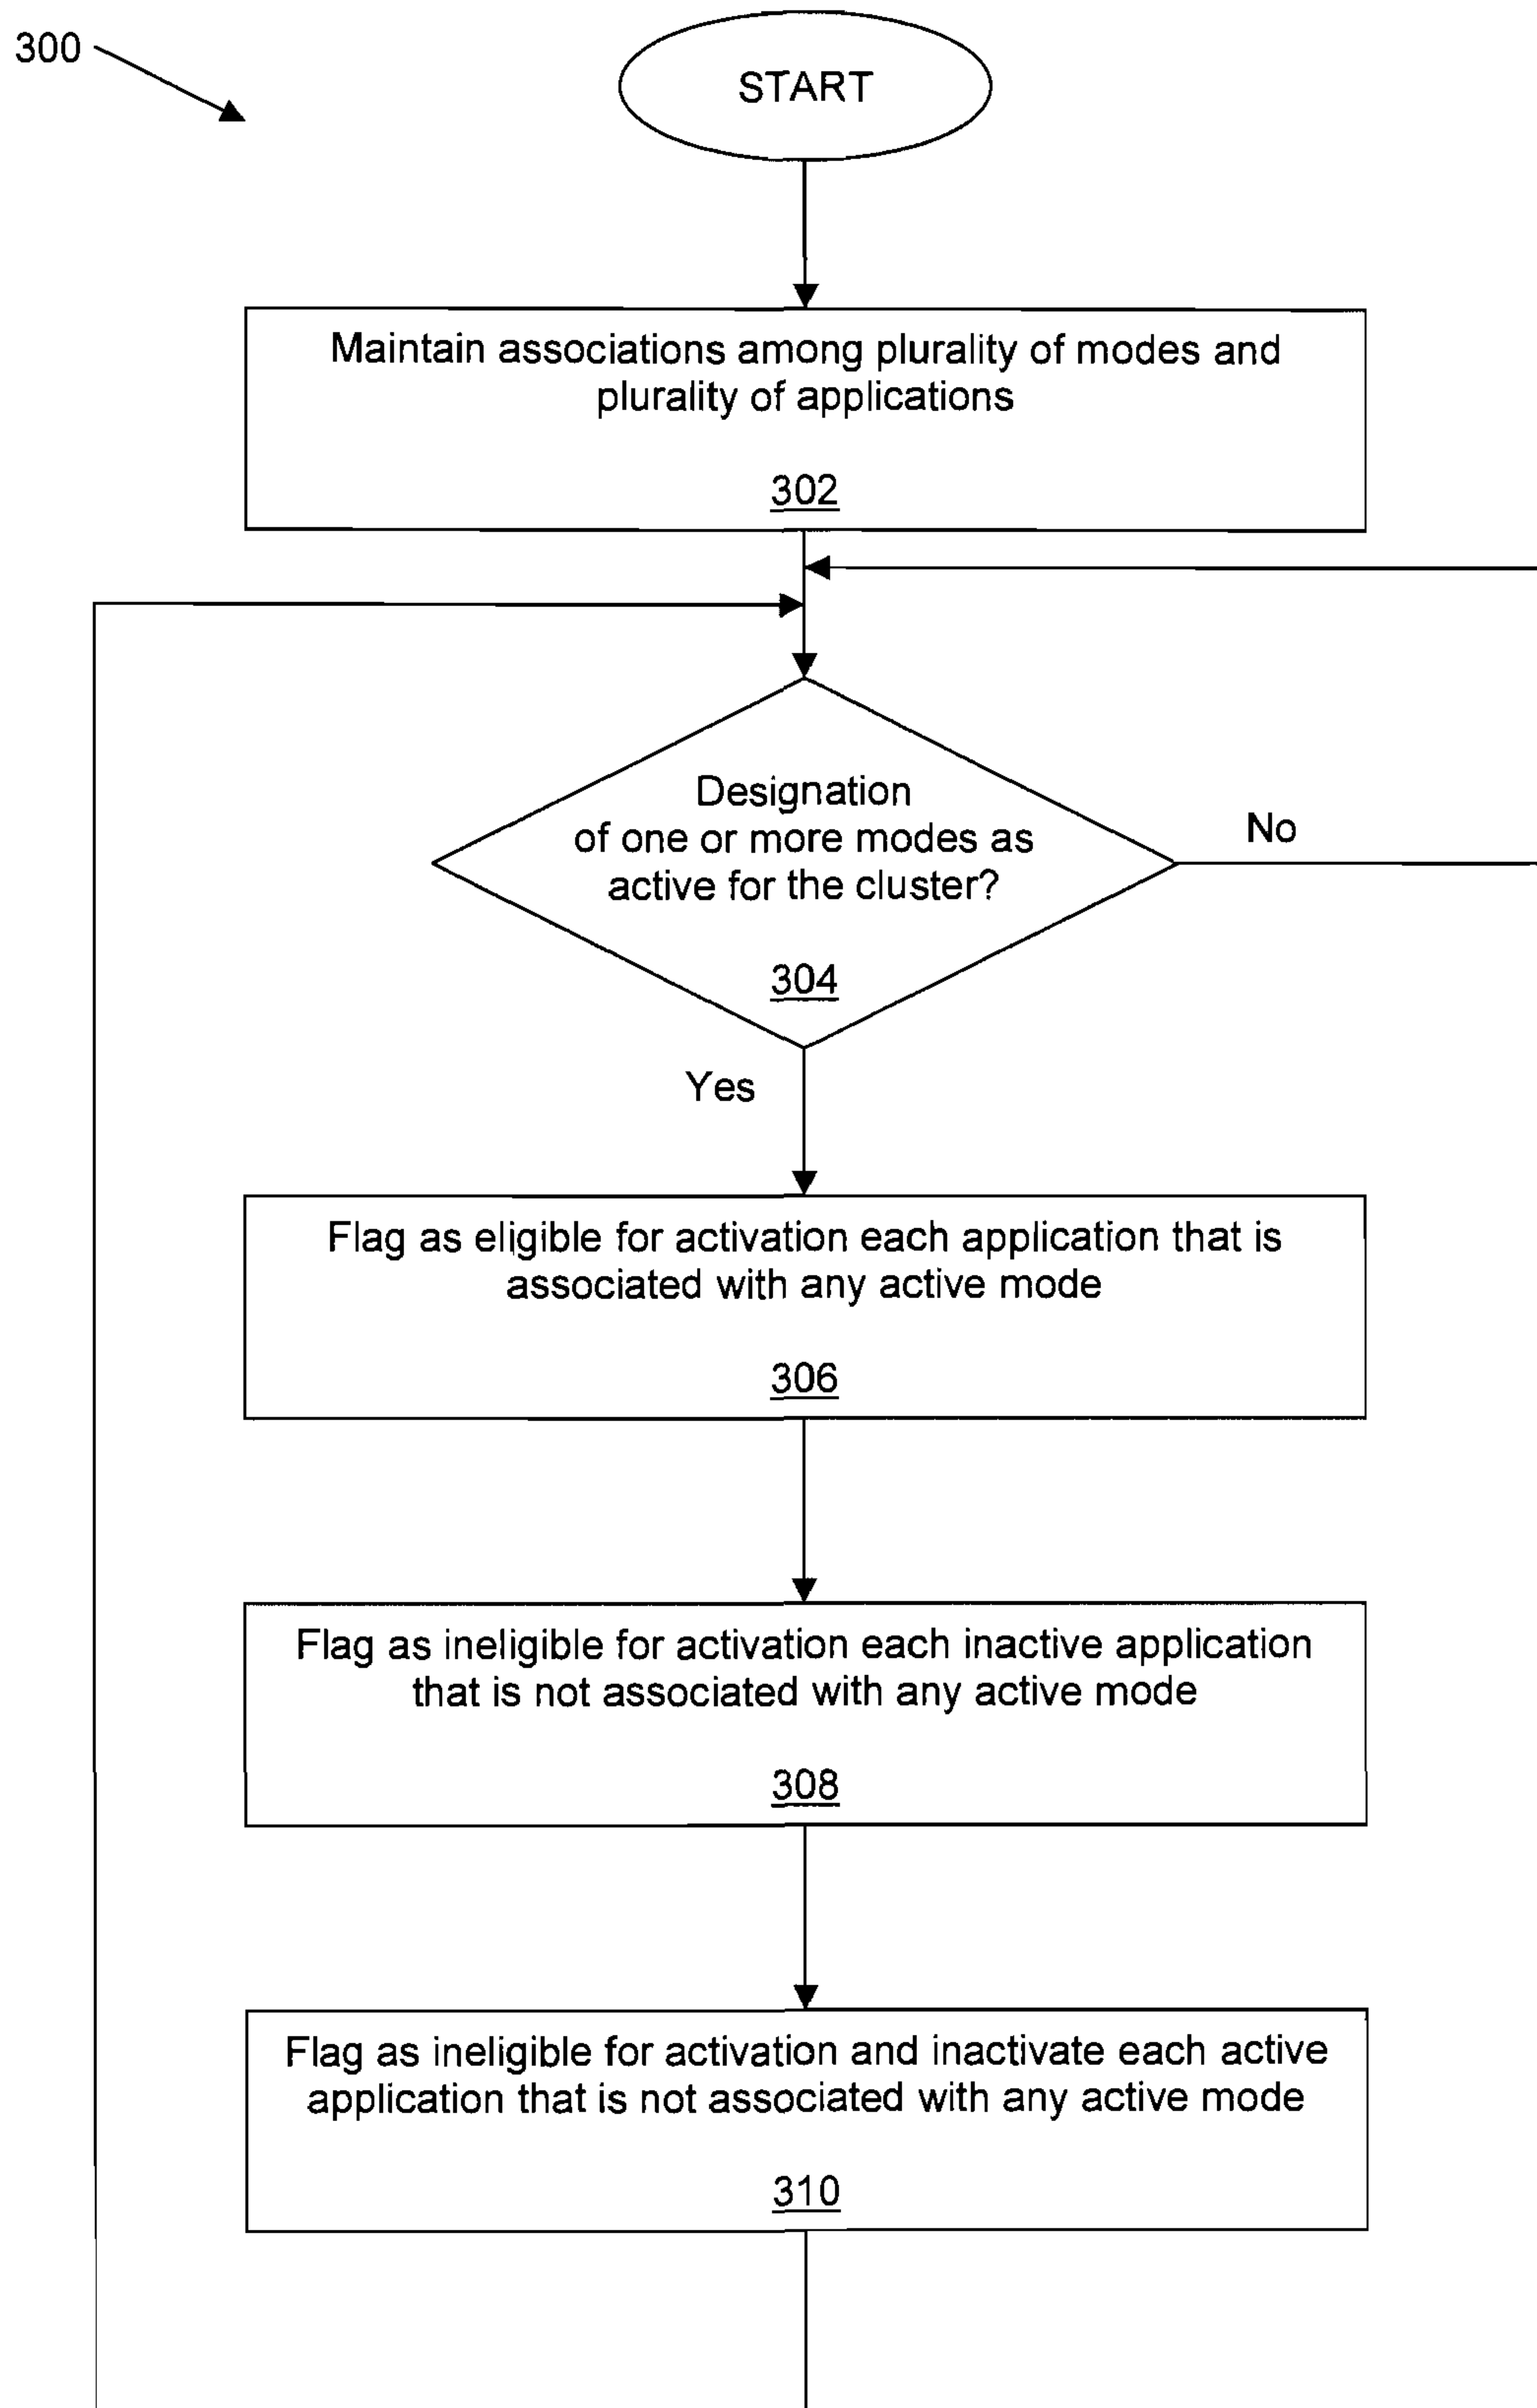 300
START
Maintain associations among plurality of modes and
plurality of applications
302
Designation
of one or more modes as
active for the cluster?
304
No
Yes
Flag as eligible for activation each application that is
associated with any active mode
306
Flag as ineligible for activation each inactive application
that is not associated with any active mode
308
Flag as ineligible for activation and inactivate each active
application that is not associated with any active mode
310